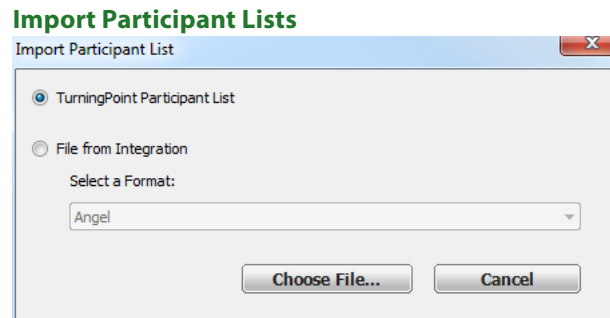 Import Participant Lists
Import Participant List
TurningPoint Participant List
File from Integration
Select a Format:
Angel
Choose File...
Cancel